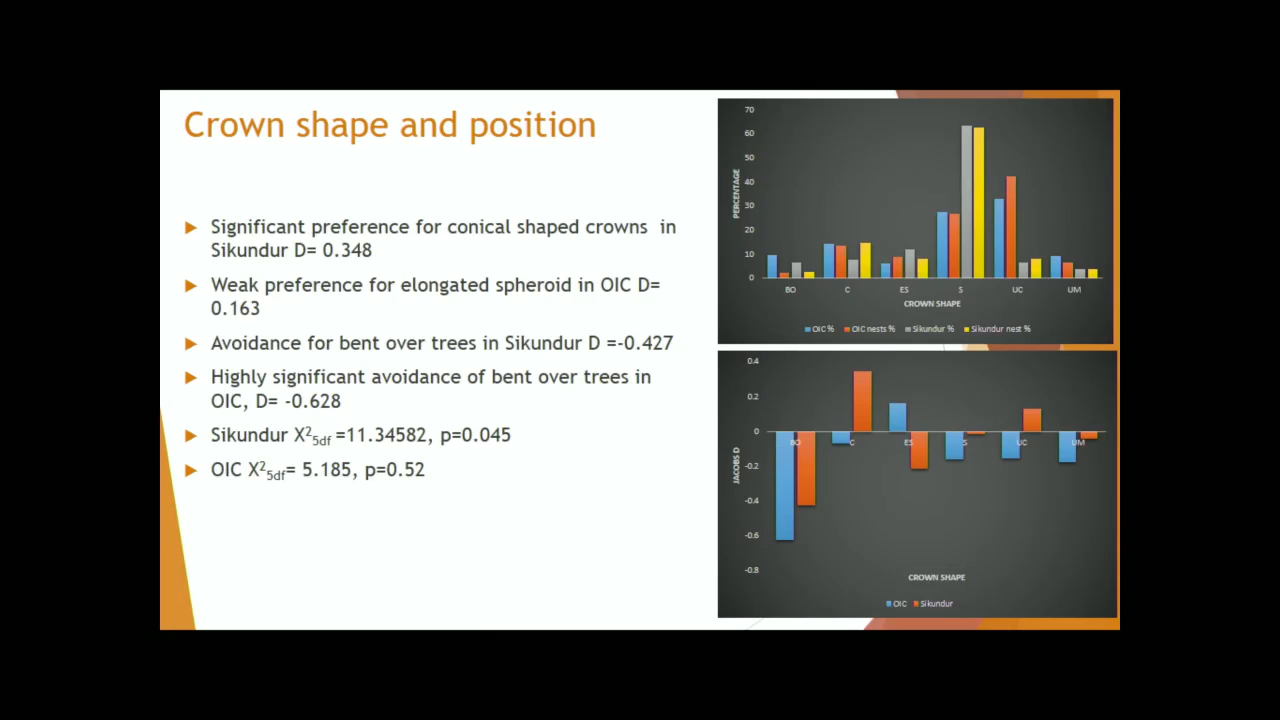 Crown shape and position
Significant preference for conical shaped crowns in
Sikundur D= 0.348
Weak preference for elongated spheroid in OIC D=
0.163
Avoidance for bent over trees in Sikundur D =-0.427
Highly significant avoidance of bent over trees in
OIC, D= -0.628
Sikundur X²5df =11.34582, p=0.045
OIC X²5df= 5.185, p=0.52
70
60
50
40
30
20
10
0
PERCENTAGE
BO C ES S UC UM
CROWN SHAPE
OIC % OIC nests % Sikundur % Sikundur nest %
0.4
0.2
0
-0.2
-0.4
-0.6
-0.8
JACOBS D
BO C ES S UC UM
CROWN SHAPE
OIC Sikundur